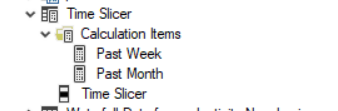 Time Slicer
Calculation Items
Past Week
Past Month
Time Slicer